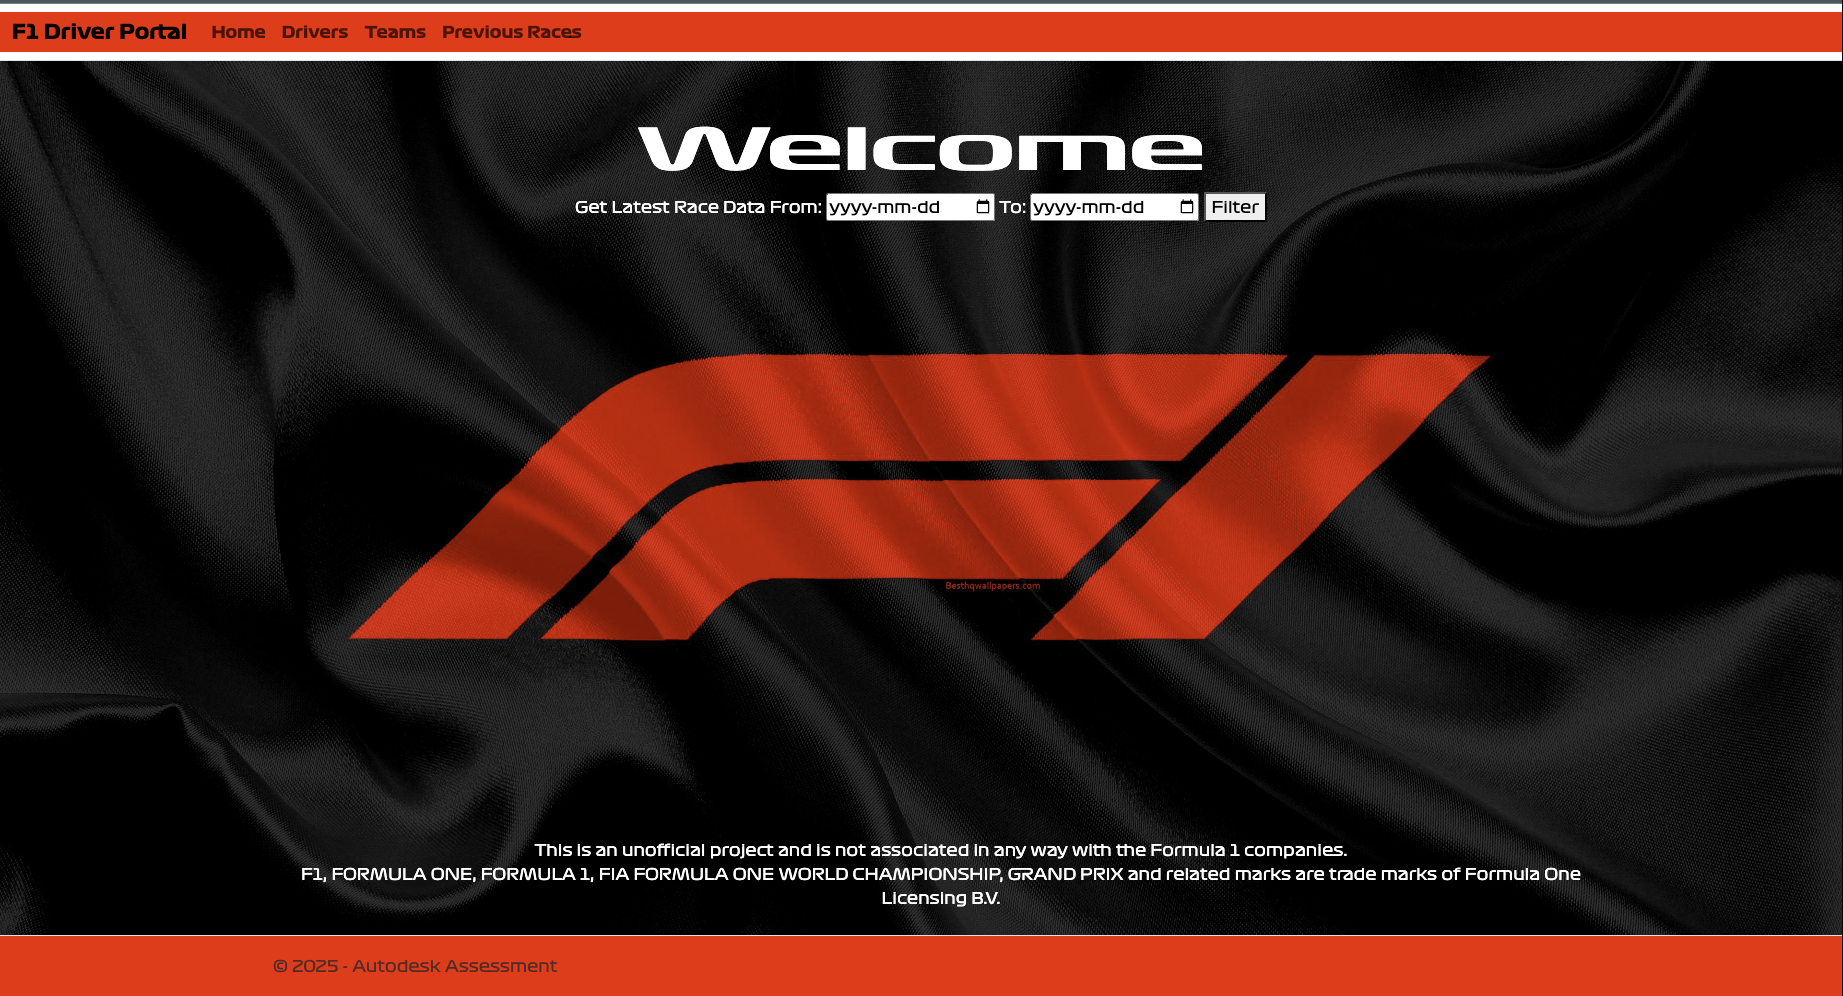 F1 Driver Portal Home Drivers Teams Previous Races
Welcome
Get Latest Race Data From: yyyy-mm-dd To: yyyy-mm-dd Filter
Besthqwallpapers.com
This is an unofficial project and is not associated in any way with the Formula 1 companies.
F1, FORMULA ONE, FORMULA 1, FIA FORMULA ONE WORLD CHAMPIONSHIP, GRAND PRIX and related marks are trade marks of Formula One
Licensing B.V.
© 2025 - Autodesk Assessment